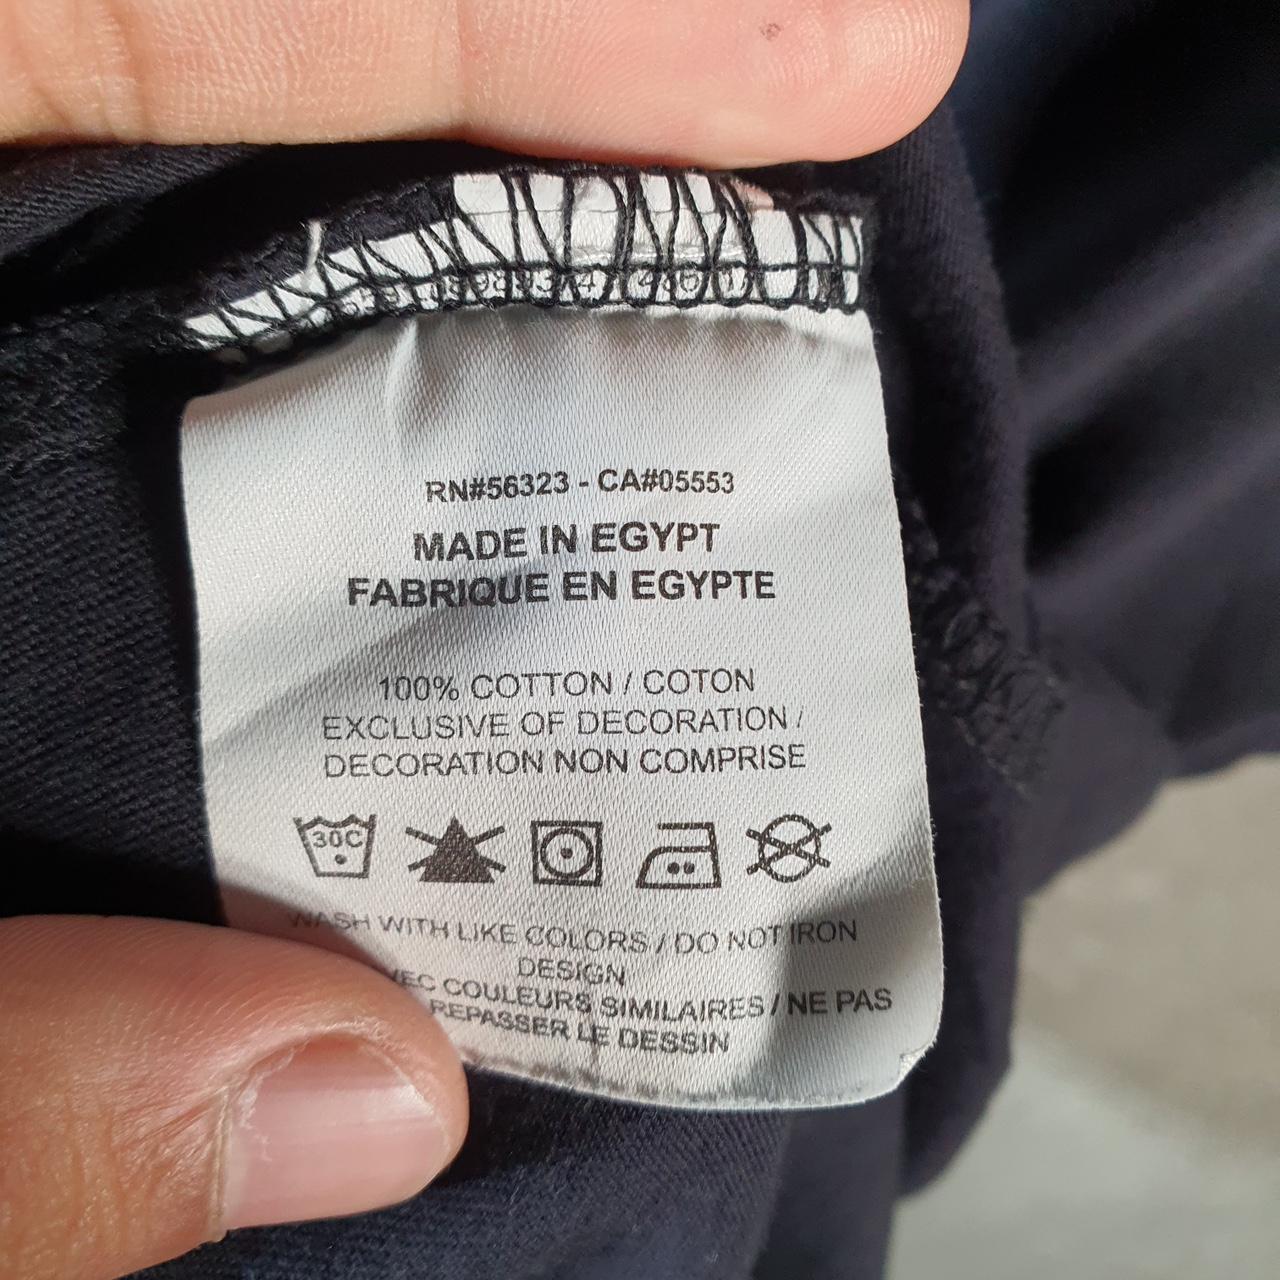 RN#56323 - CA#05553
MADE IN EGYPT
FABRIQUE EN EGYPTE
100% COTTON / COTON
EXCLUSIVE OF DECORATION /
DECORATION NON COMPRISE
30C
WASH WITH LIKE COLORS / DO NOT IRON
DESIGN
COULEURS SIMILAIRES / NE PAS
REPASSER LE DESSIN